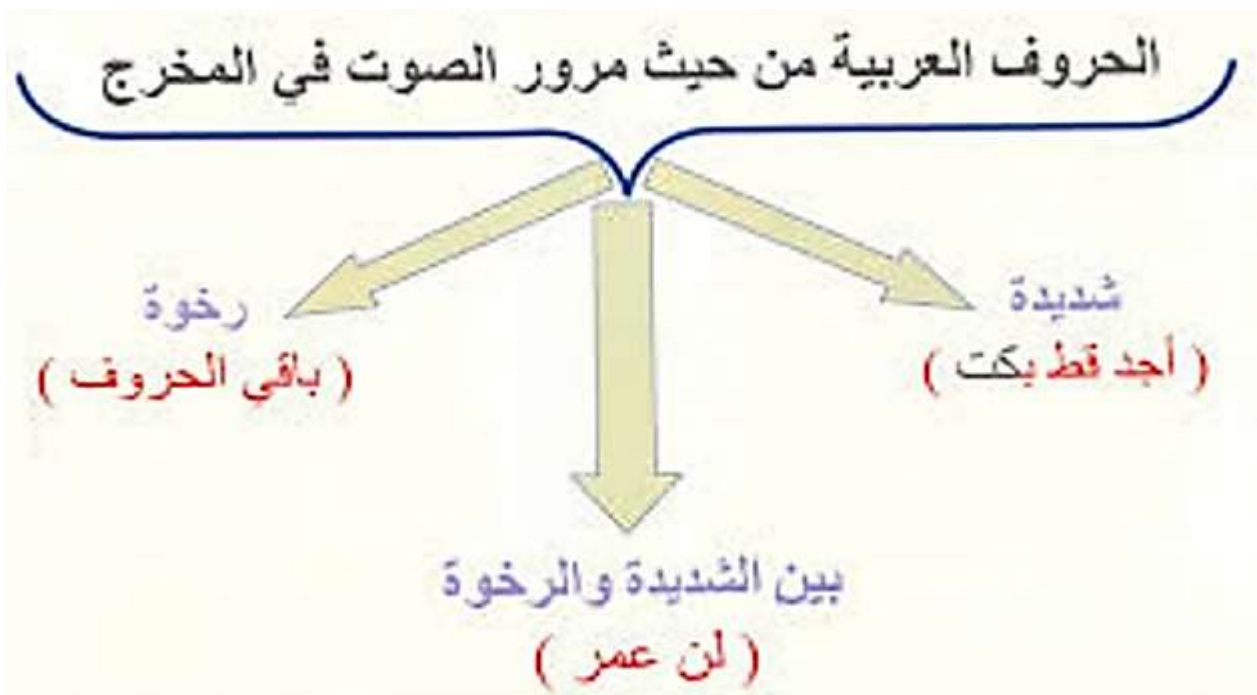 الحروف العربية من حيث مرور الصوت في المخرج
شديدة
( أجد قط بكت )
رخوة
( باقي الحروف )
بين الشديدة والرخوة
( لن عمر )